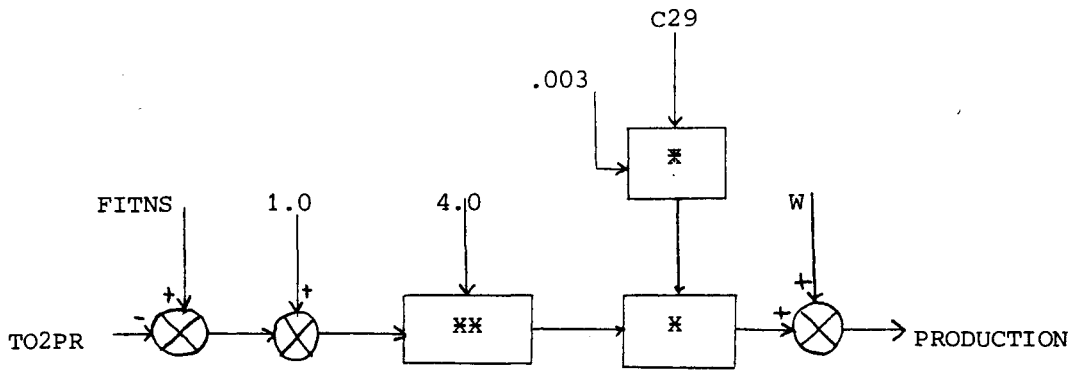 C29
.003
*
FITNS
1.0
4.0
W
+
+
+
-
**
*
+
TO2PR
PRODUCTION